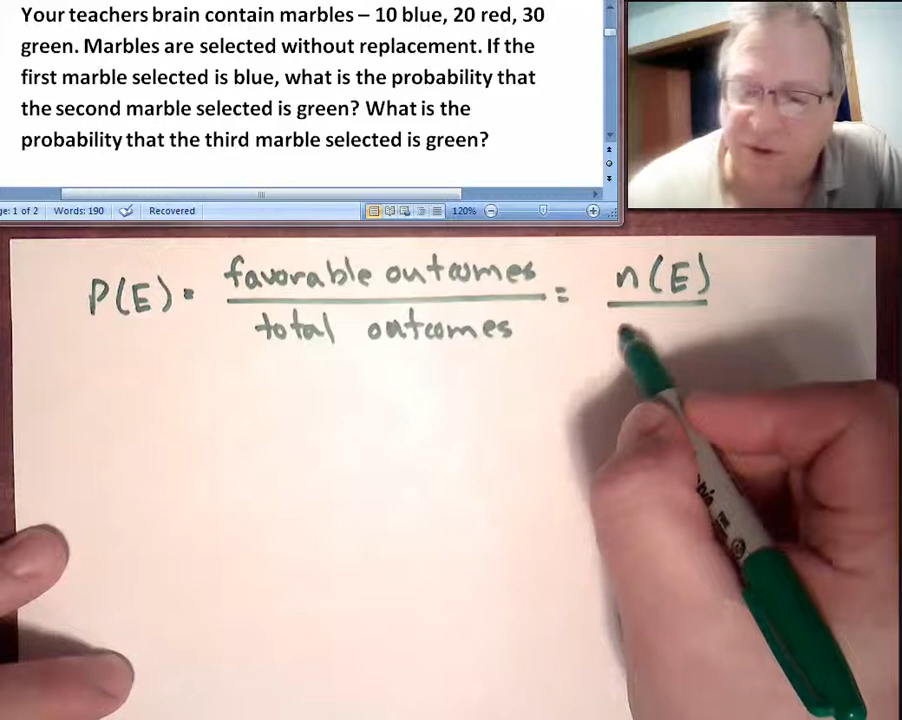 Your teachers brain contain marbles – 10 blue, 20 red, 30
green. Marbles are selected without replacement. If the
first marble selected is blue, what is the probability that
the second marble selected is green? What is the
probability that the third marble selected is green?
ge: 1 of 2 Words: 190 Recovered 120%
P(E) = favorable outcomes = n(E)
total outcomes